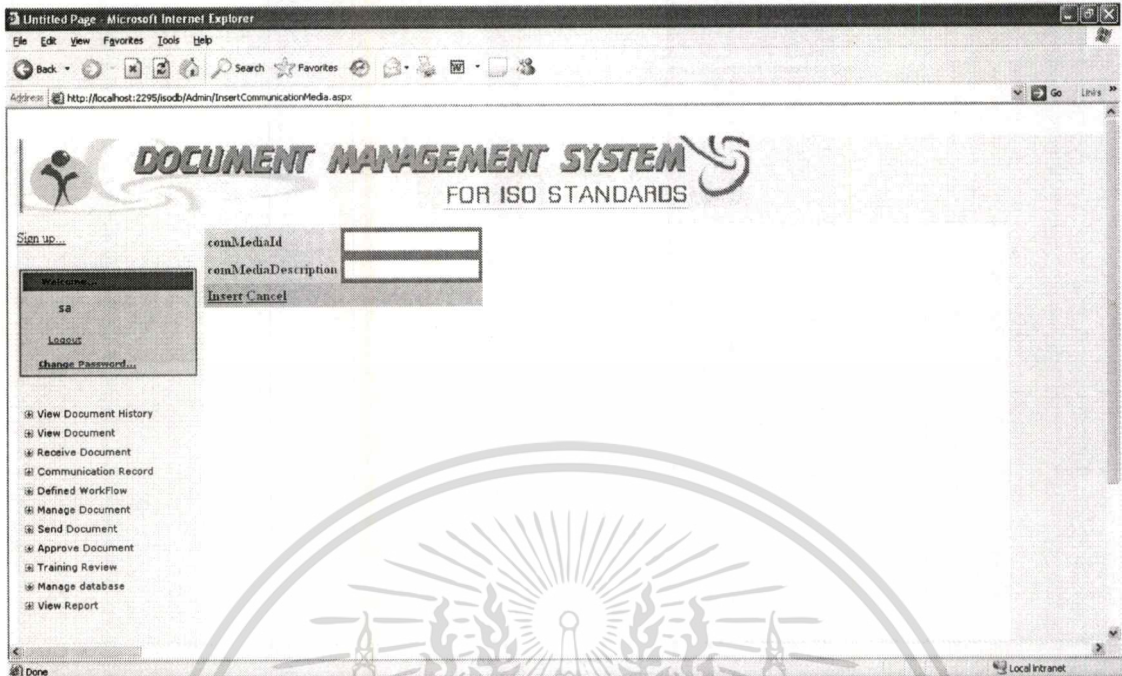 Untitled Page - Microsoft Internet Explorer
File Edit View Favorites Tools Help
Back Search Favorites
Address http://localhost:2295/isodb/Admin/InsertCommunicationMedia.aspx Go Links »
DOCUMENT MANAGEMENT SYSTEM
FOR ISO STANDARDS
Sign up...
Welcome...
sa
Logout
Change Password...
comMediaId
comMediaDescription
Insert Cancel
View Document History
View Document
Receive Document
Communication Record
Defined WorkFlow
Manage Document
Send Document
Approve Document
Training Review
Manage database
View Report
Done Local intranet